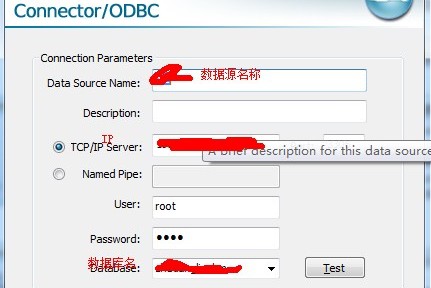 Connector/ODBC
Connection Parameters
Data Source Name: 数据源名称
Description:
IP
TCP/IP Server:
A brief description for this data source
Named Pipe:
User: root
Password: ••••
数据库名
Database:
Test